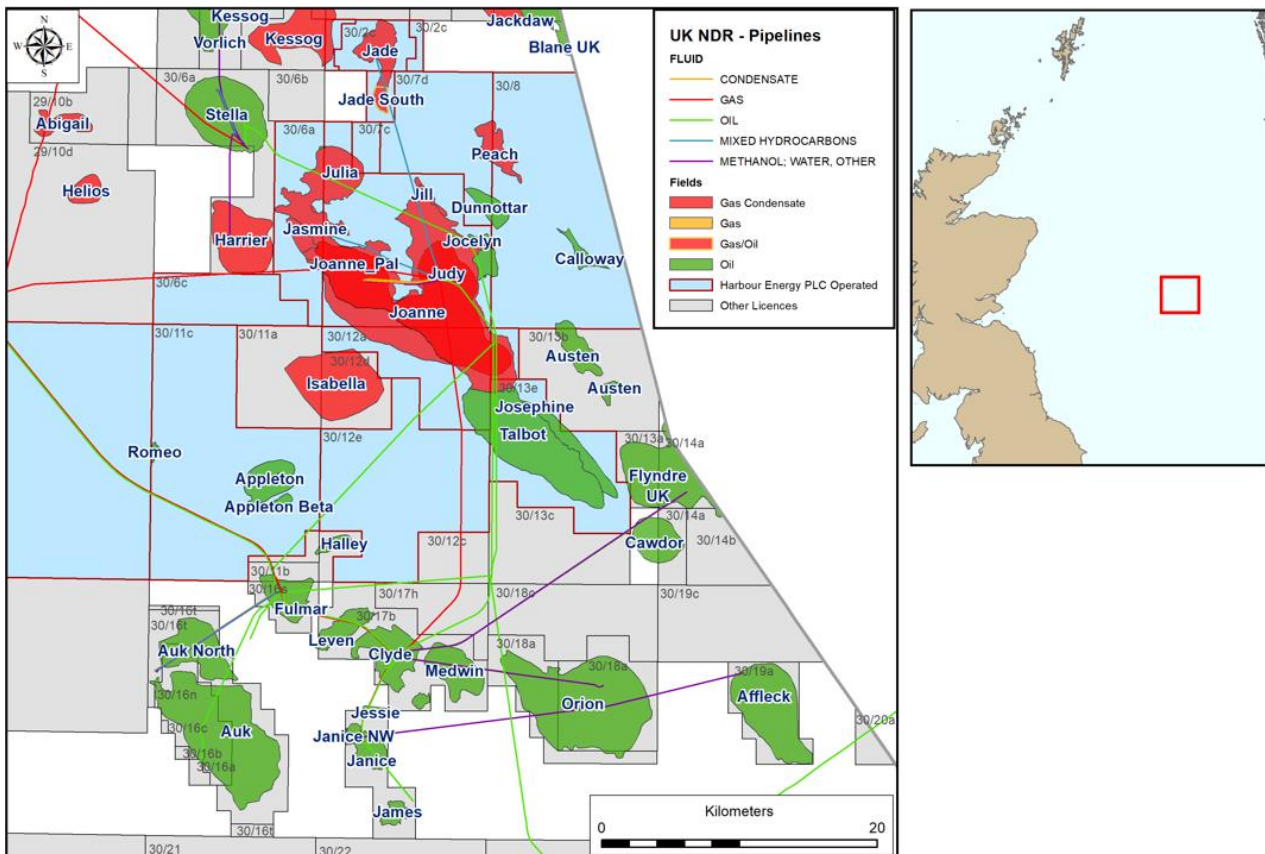 N
W E
S
Kessog
Vorlich
Kessog
30/2c
30/2c
Jade
Jackdaw
Blane UK
30/6a
30/6b
30/7d
30/8
29/10b
Stella
Jade South
Abigail
29/10d
30/6a
30/7c
Peach
Helios
Julia
Jill
Dunnottar
Harrier
Jasmine
Jocelyn
Calloway
Joanne_Pal
Judy
30/6c
Joanne
30/11c
30/11a
30/12a
30/13b
30/12d
Austen
Isabella
Austen
30/13e
Josephine
Talbot
30/12e
30/13a
30/14a
Romeo
Appleton
Flyndre
UK
Appleton Beta
30/13c
30/14a
Halley
30/12c
Cawdor
30/14b
30/11b
30/16s
30/17h
30/18c
30/19c
Fulmar
30/16t
30/17b
30/16t
Leven
30/18a
Auk North
Clyde
Medwin
30/18a
30/19a
30/16n
Orion
Affleck
Jessie
30/16c
Auk
Janice NW
30/20a
30/16b
Janice
30/16a
James
30/16t
30/21
30/22
UK NDR - Pipelines
FLUID
CONDENSATE
GAS
OIL
MIXED HYDROCARBONS
METHANOL; WATER, OTHER
Fields
Gas Condensate
Gas
Gas/Oil
Oil
Harbour Energy PLC Operated
Other Licences
Kilometers
0 20